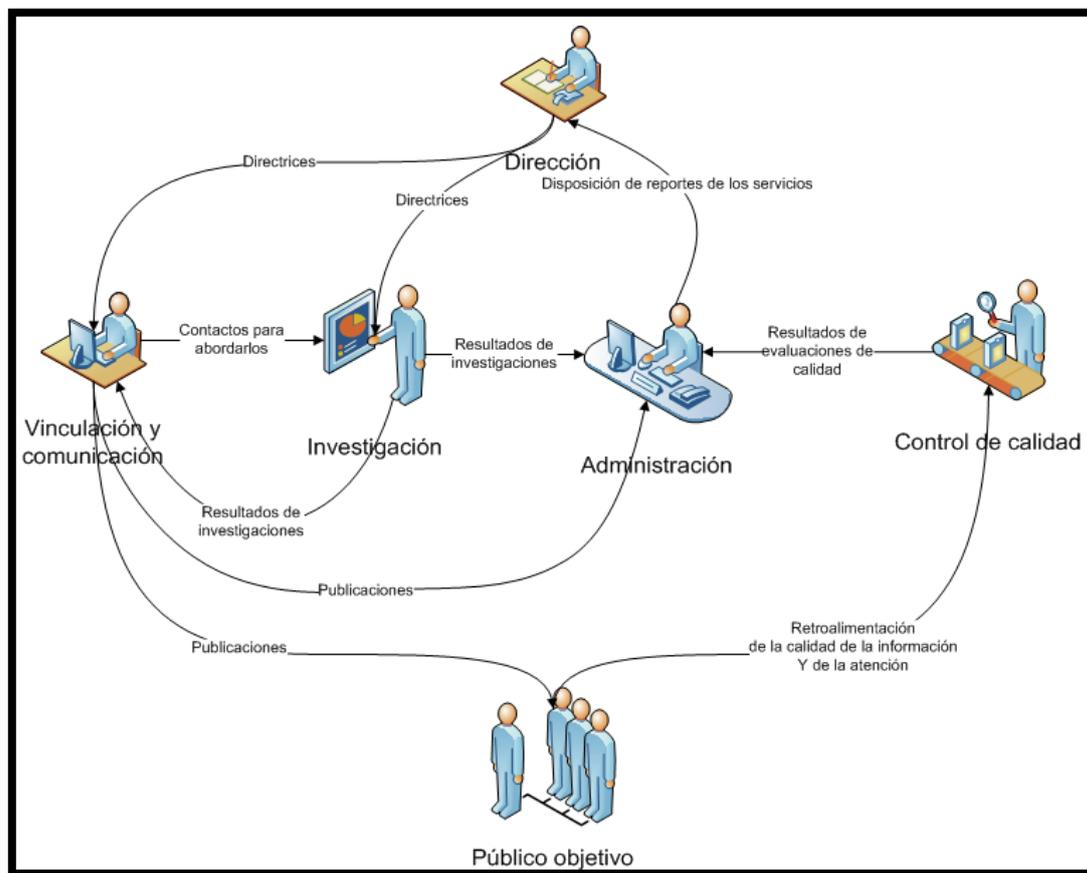 Dirección
Directrices
Disposición de reportes de los servicios
Directrices
Contactos para
abordarlos
Resultados de
investigaciones
Resultados de
evaluaciones de
calidad
Vinculación y
comunicación
Investigación
Administración
Control de calidad
Resultados de
investigaciones
Publicaciones
Publicaciones
Retroalimentación
de la calidad de la información
Y de la atención
Público objetivo